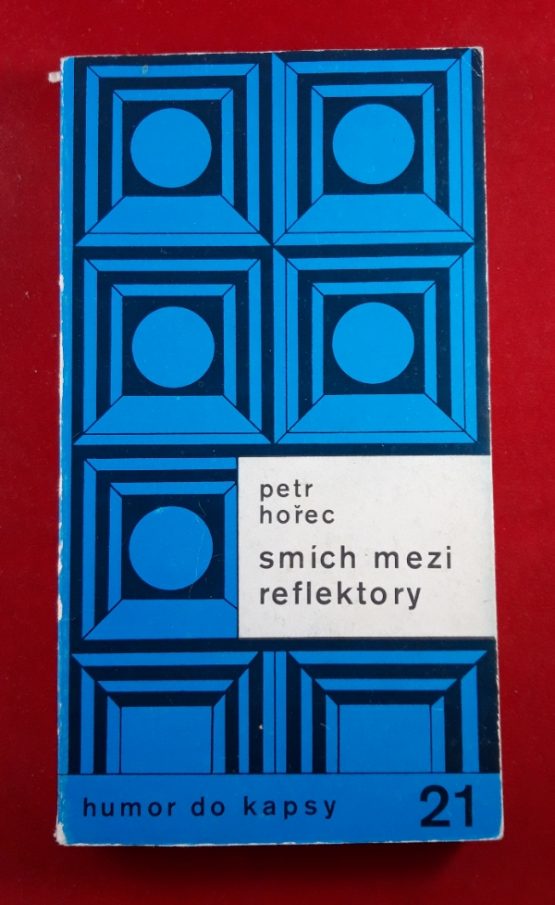 petr
hořec
smích mezi
reflektory
humor do kapsy 21